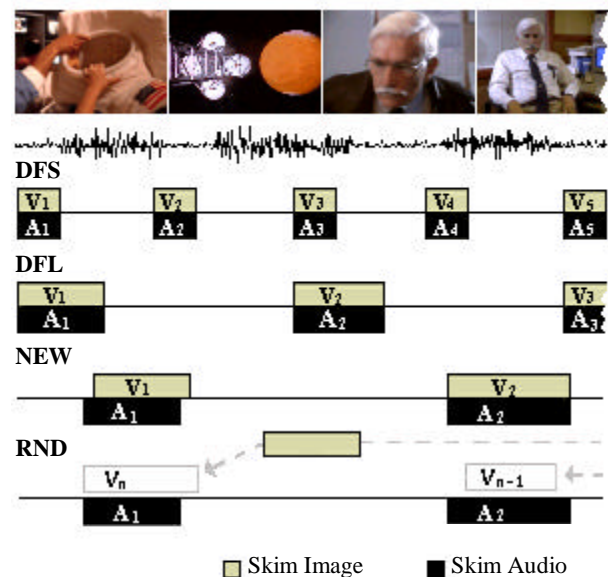 DFS
V1 V2 V3 V4 V5
A1 A2 A3 A4 A5
DFL
V1 V2 V3
A1 A2 A3
NEW
V1 V2
A1 A2
RND
Vn Vn-1
A1 A2
Skim Image Skim Audio